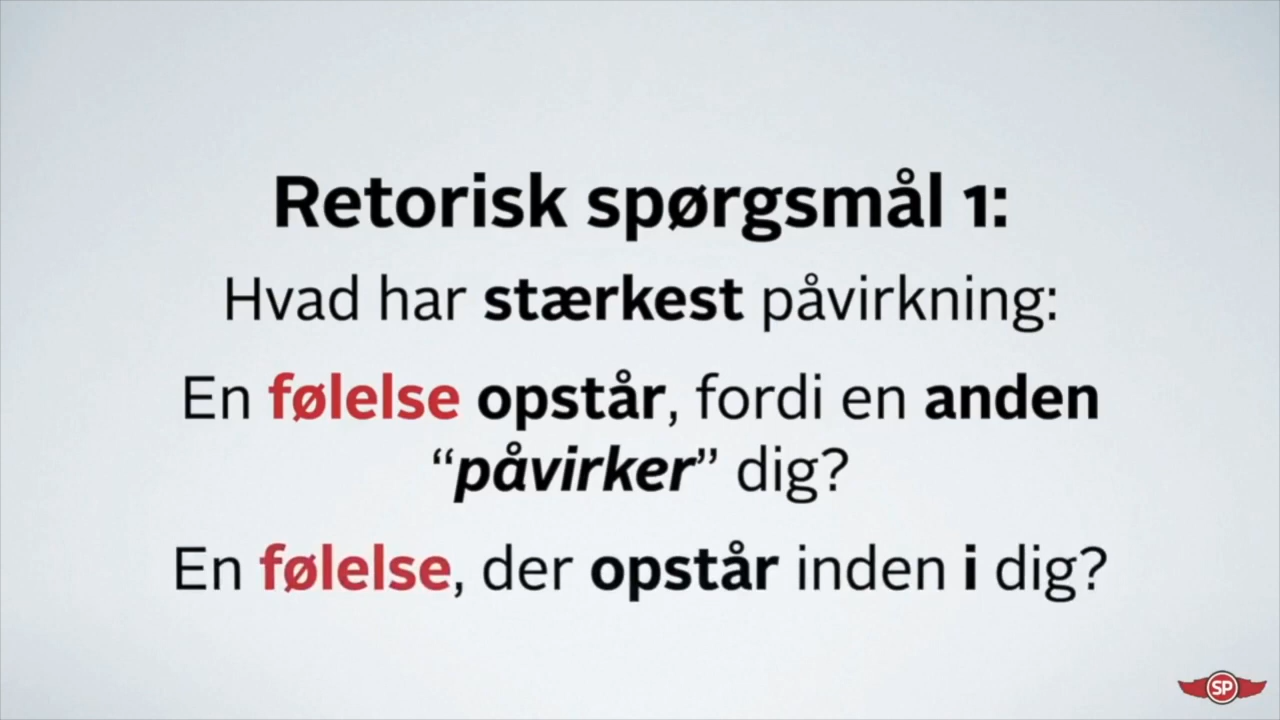 Retorisk spørgsmål 1:
Hvad har stærkest påvirkning:
En følelse opstår, fordi en anden
“påvirker” dig?
En følelse, der opstår inden i dig?
SP